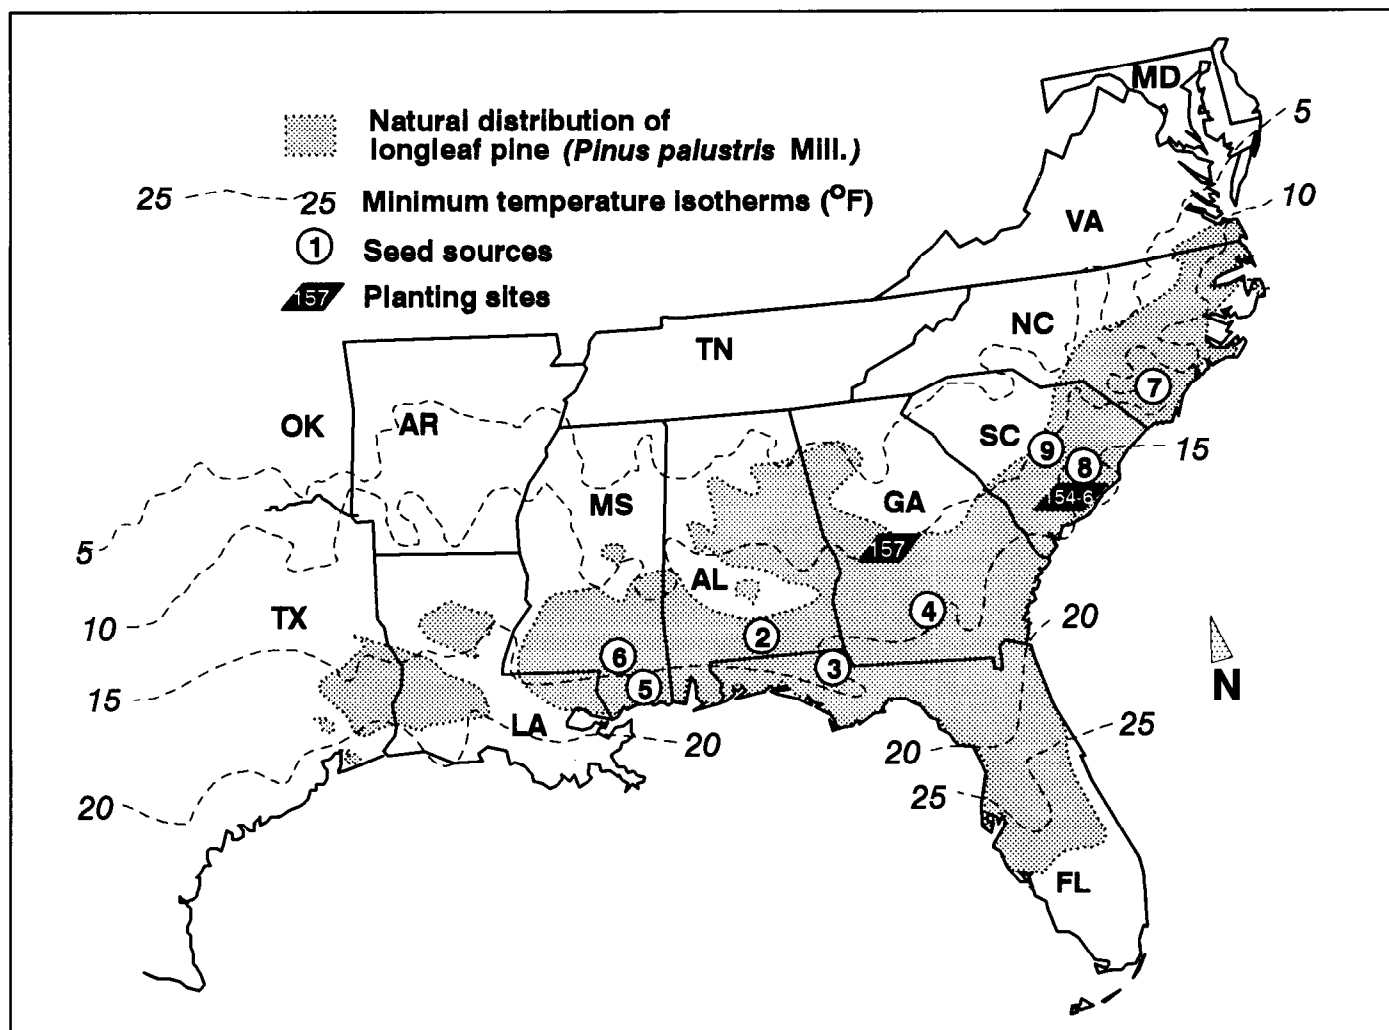 MD
5
Natural distribution of
longleaf pine (Pinus palustris Mill.)
25 25 Minimum temperature isotherms (°F)
10
VA
1 Seed sources
157 Planting sites
NC
TN
7
OK
AR
SC
9
15
8
MS
GA
154-6
5
157
AL
10
TX
4
20
2
6
3
N
15
5
LA
20
20
25
20
25
FL